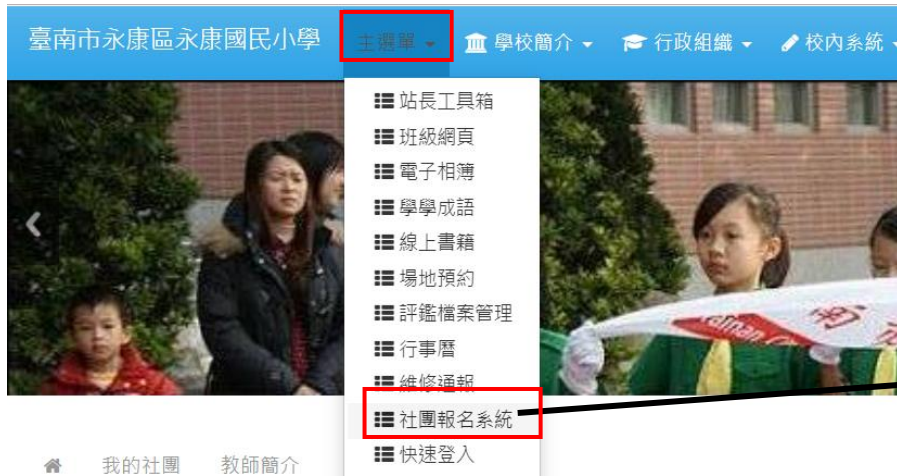 臺南市永康區永康國民小學 主選單 學校簡介 行政組織 校內系統
站長工具箱
班級網頁
電子相簿
學學成語
線上書籍
場地預約
評鑑檔案管理
行事曆
維修通報
社團報名系統
快速登入
我的社團 教師簡介